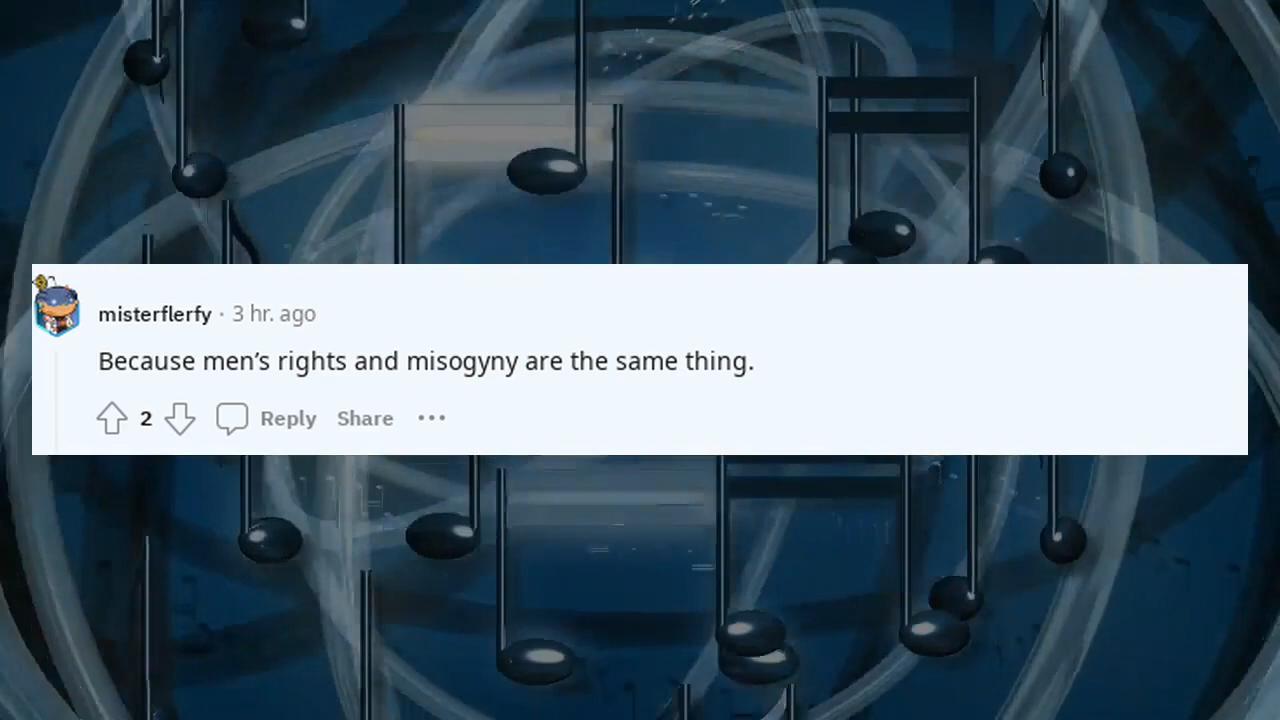 misterflerfy · 3 hr. ago
Because men’s rights and misogyny are the same thing.
2 Reply Share ···